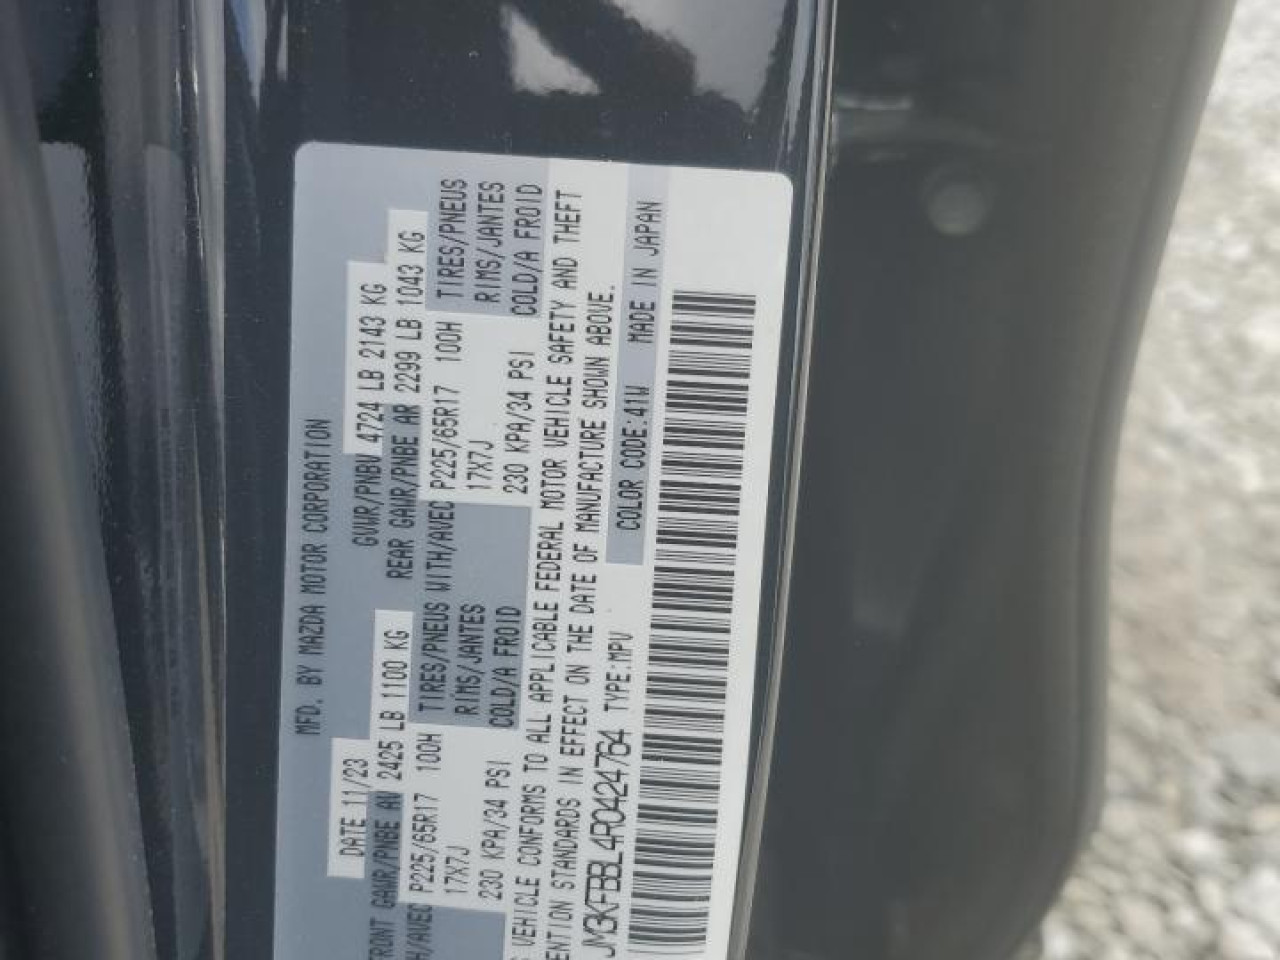 MFD. BY MAZDA MOTOR CORPORATION
DATE 11/23 GVWR/PNBV 4724 LB 2143 KG
FRONT GAWR/PNBE AV 2425 LB 1100 KG REAR GAWR/PNBE AR 2299 LB 1043 KG
H/AVEC P225/65R17 100H TIRES/PNEUS WITH/AVEC P225/65R17 100H TIRES/PNEUS
17X7J RIMS/JANTES 17X7J RIMS/JANTES
230 KPA/34 PSI COLD/A FROID 230 KPA/34 PSI COLD/A FROID
VEHICLE CONFORMS TO ALL APPLICABLE FEDERAL MOTOR VEHICLE SAFETY AND THEFT
ENTION STANDARDS IN EFFECT ON THE DATE OF MANUFACTURE SHOWN ABOVE.
JM3KFBBL4R0424764 TYPE:MPV COLOR CODE:41W MADE IN JAPAN